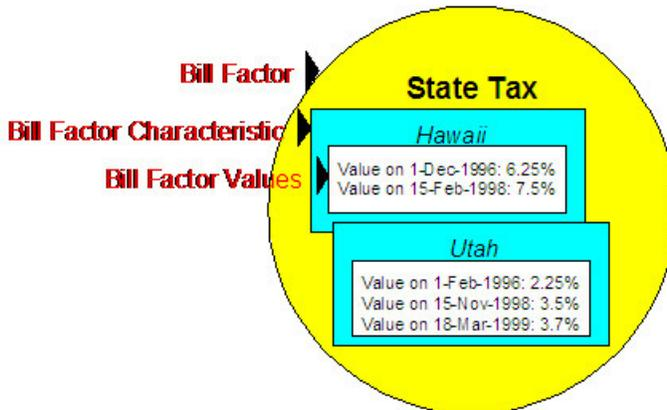 Bill Factor
State Tax
Bill Factor Characteristic
Hawaii
Bill Factor Values
Value on 1-Dec-1996: 6.25%
Value on 15-Feb-1998: 7.5%
Utah
Value on 1-Feb-1996: 2.25%
Value on 15-Nov-1998: 3.5%
Value on 18-Mar-1999: 3.7%